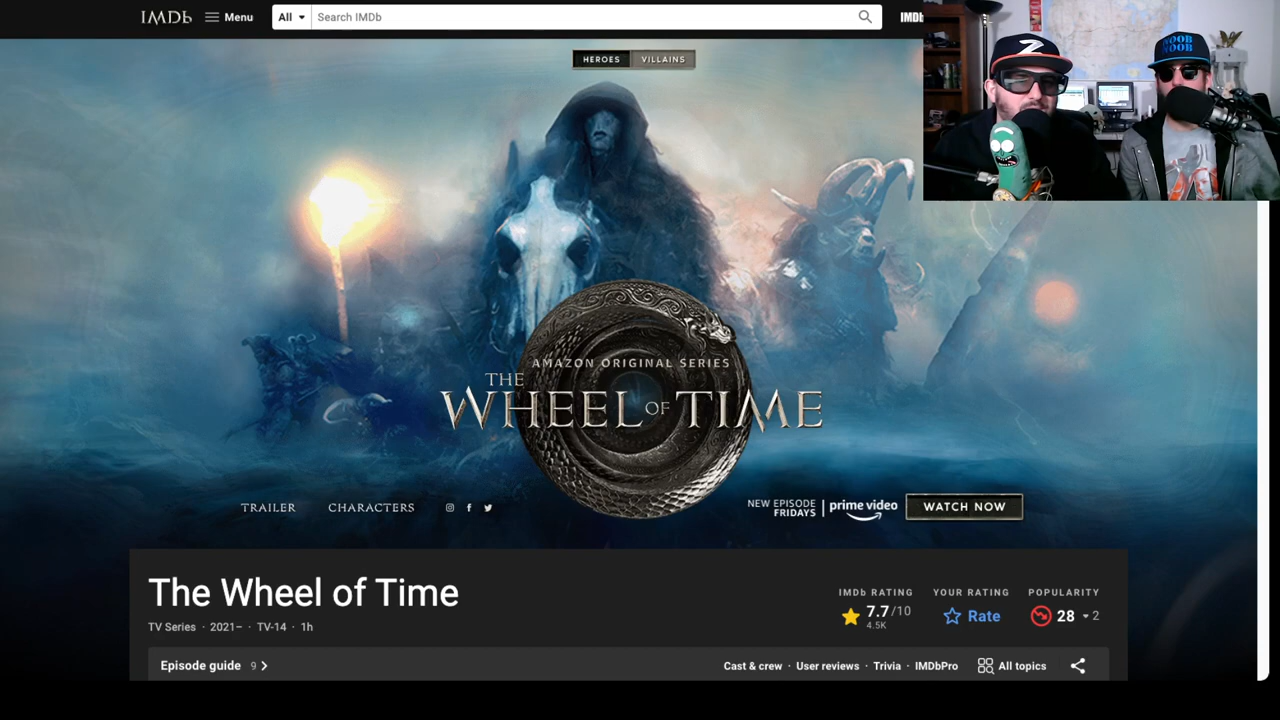 IMDb
Menu
All
Search IMDb
IMDb
HEROES
VILLAINS
Z
NOOB
NOOB
AMAZON ORIGINAL SERIES
THE
WHEEL OF TIME
TRAILER
CHARACTERS
NEW EPISODE
FRIDAYS
prime video
WATCH NOW
The Wheel of Time
TV Series · 2021– · TV-14 · 1h
IMDb RATING
7.7/10
4.5K
YOUR RATING
Rate
POPULARITY
28
2
Episode guide 9
Cast & crew · User reviews · Trivia · IMDbPro
All topics